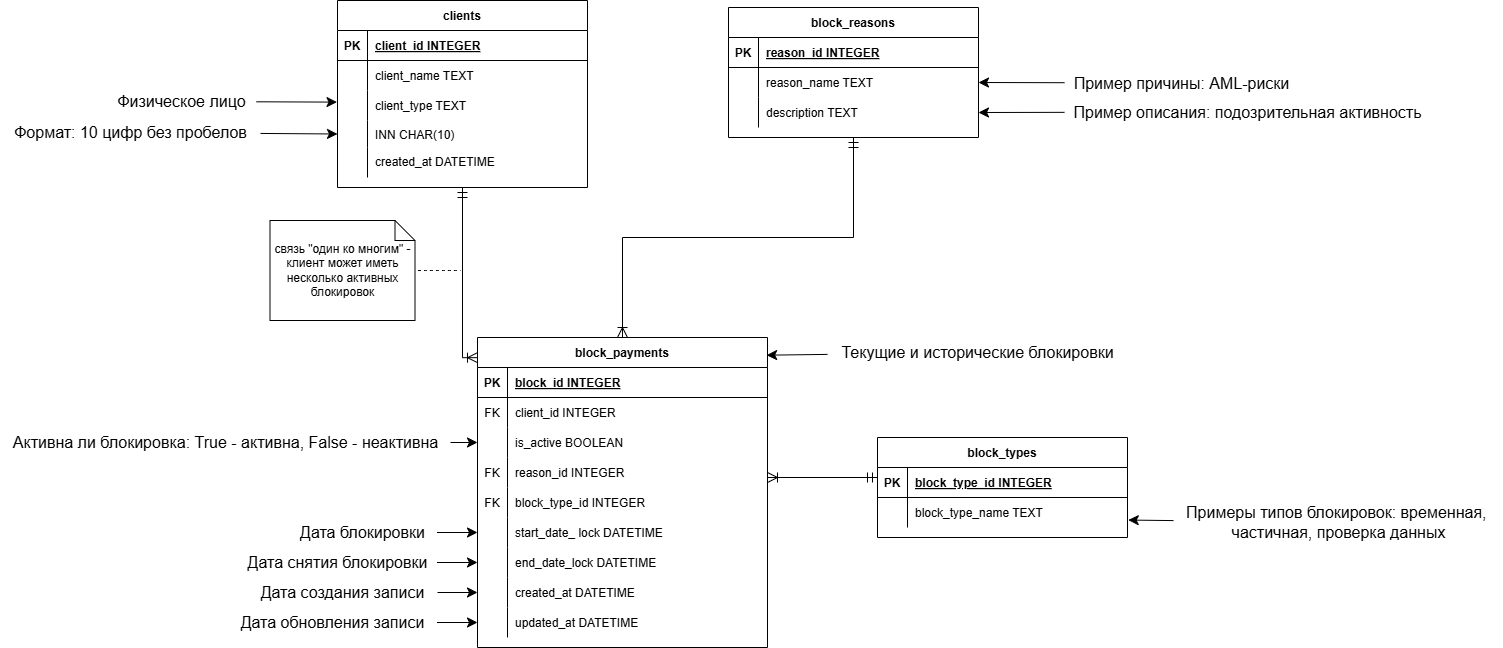 clients
PK client_id INTEGER
client_name TEXT
client_type TEXT
INN CHAR(10)
created_at DATETIME
Физическое лицо
Формат: 10 цифр без пробелов
block_reasons
PK reason_id INTEGER
reason_name TEXT
description TEXT
Пример причины: AML-риски
Пример описания: подозрительная активность
связь "один ко многим" -
клиент может иметь
несколько активных
блокировок
block_payments
PK block_id INTEGER
FK client_id INTEGER
is_active BOOLEAN
FK reason_id INTEGER
FK block_type_id INTEGER
start_date_ lock DATETIME
end_date_lock DATETIME
created_at DATETIME
updated_at DATETIME
Текущие и исторические блокировки
Активна ли блокировка: True - активна, False - неактивна
Дата блокировки
Дата снятия блокировки
Дата создания записи
Дата обновления записи
block_types
PK block_type_id INTEGER
block_type_name TEXT
Примеры типов блокировок: временная,
частичная, проверка данных